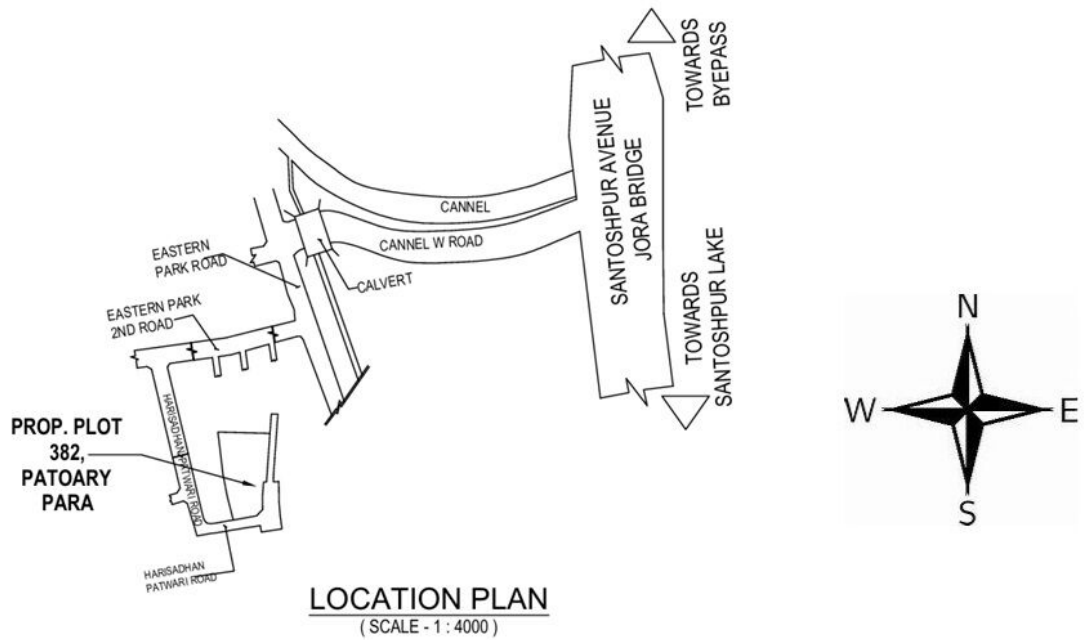 TOWARDS
BYEPASS
CANNEL
CANNEL W ROAD
SANTOSHPUR AVENUE
JORA BRIDGE
EASTERN
PARK ROAD
CALVERT
EASTERN PARK
2ND ROAD
TOWARDS
SANTOSHPUR LAKE
N
W
E
S
HARISADHAN PATWARI ROAD
PROP. PLOT
382,
PATOARY
PARA
HARISADHAN
PATWARI ROAD
LOCATION PLAN
( SCALE - 1 : 4000 )